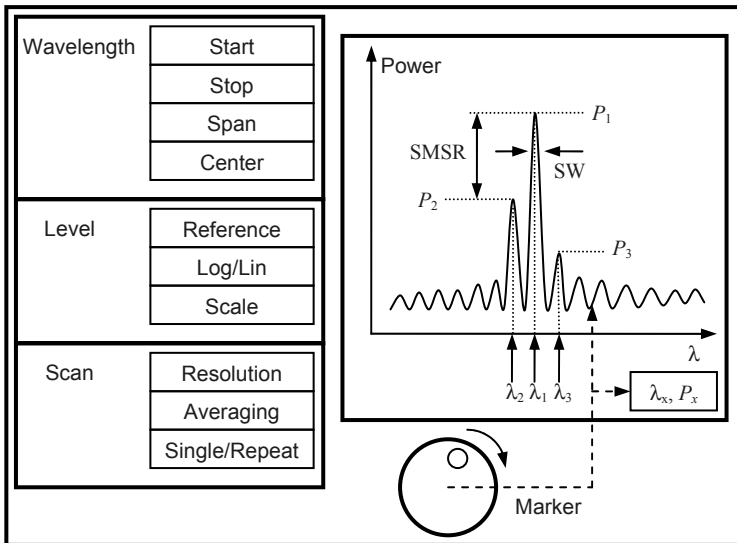 Wavelength
Start
Stop
Span
Center
Level
Reference
Log/Lin
Scale
Scan
Resolution
Averaging
Single/Repeat
Power
P₁
SMSR
SW
P₂
P₃
λ
λ₂ λ₁ λ₃
λₓ, Pₓ
Marker